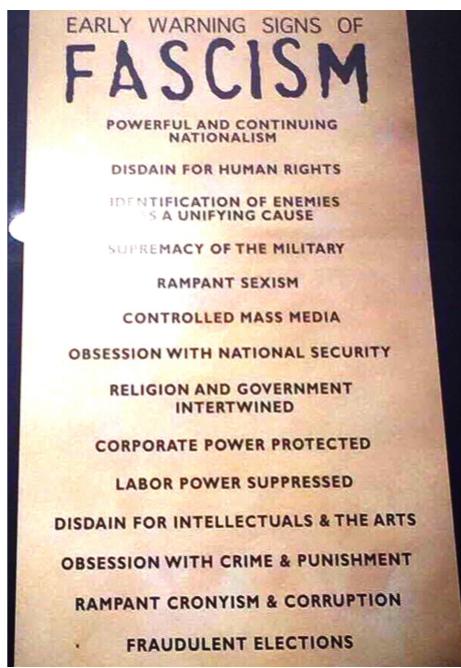 EARLY WARNING SIGNS OF
FASCISM
POWERFUL AND CONTINUING
NATIONALISM
DISDAIN FOR HUMAN RIGHTS
IDENTIFICATION OF ENEMIES
AS A UNIFYING CAUSE
SUPREMACY OF THE MILITARY
RAMPANT SEXISM
CONTROLLED MASS MEDIA
OBSESSION WITH NATIONAL SECURITY
RELIGION AND GOVERNMENT
INTERTWINED
CORPORATE POWER PROTECTED
LABOR POWER SUPPRESSED
DISDAIN FOR INTELLECTUALS & THE ARTS
OBSESSION WITH CRIME & PUNISHMENT
RAMPANT CRONYISM & CORRUPTION
FRAUDULENT ELECTIONS